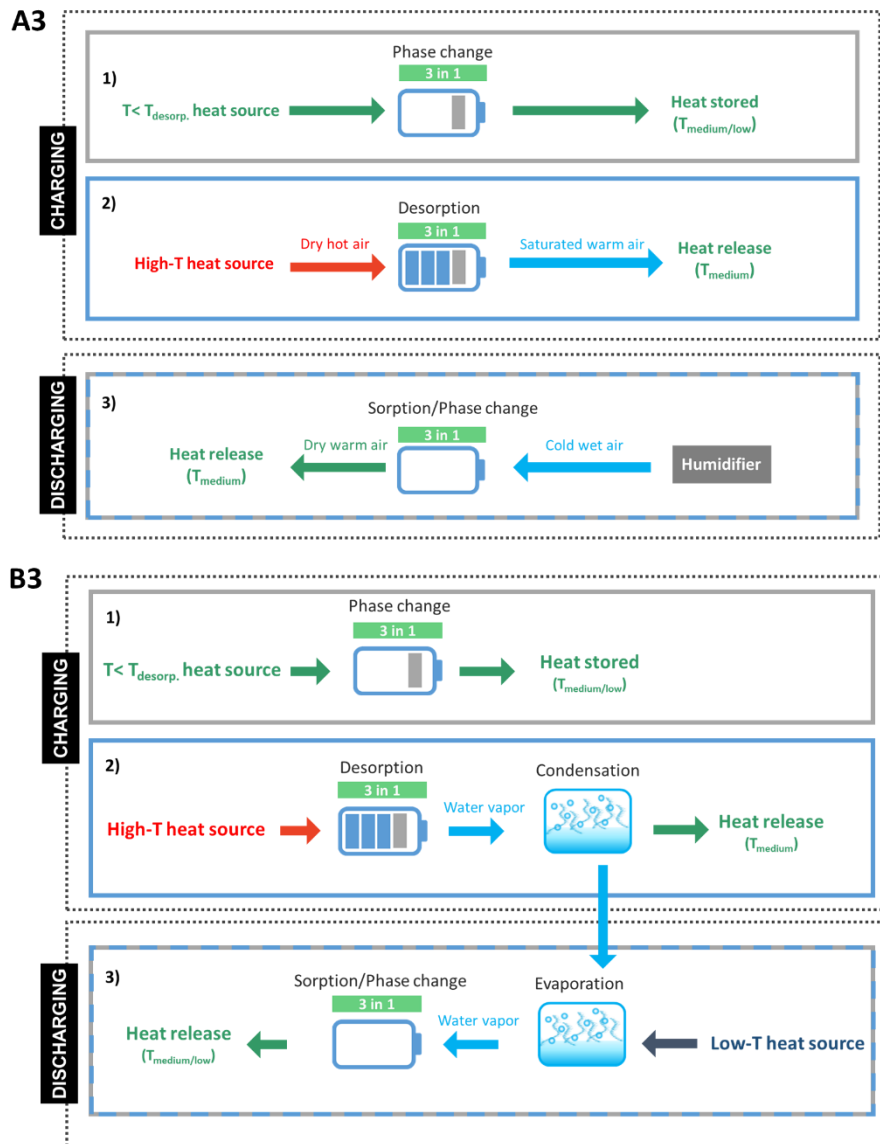 A3
CHARGING
1)
Phase change
3 in 1
T< Tdesorp. heat source
Heat stored
(Tmedium/low)
2)
Desorption
3 in 1
High-T heat source
Dry hot air
Saturated warm air
Heat release
(Tmedium)
DISCHARGING
3)
Sorption/Phase change
3 in 1
Heat release
(Tmedium)
Dry warm air
Cold wet air
Humidifier
B3
CHARGING
1)
Phase change
3 in 1
T< Tdesorp. heat source
Heat stored
(Tmedium/low)
2)
Desorption
3 in 1
High-T heat source
Water vapor
Condensation
Heat release
(Tmedium)
DISCHARGING
3)
Sorption/Phase change
3 in 1
Heat release
(Tmedium/low)
Water vapor
Evaporation
Low-T heat source